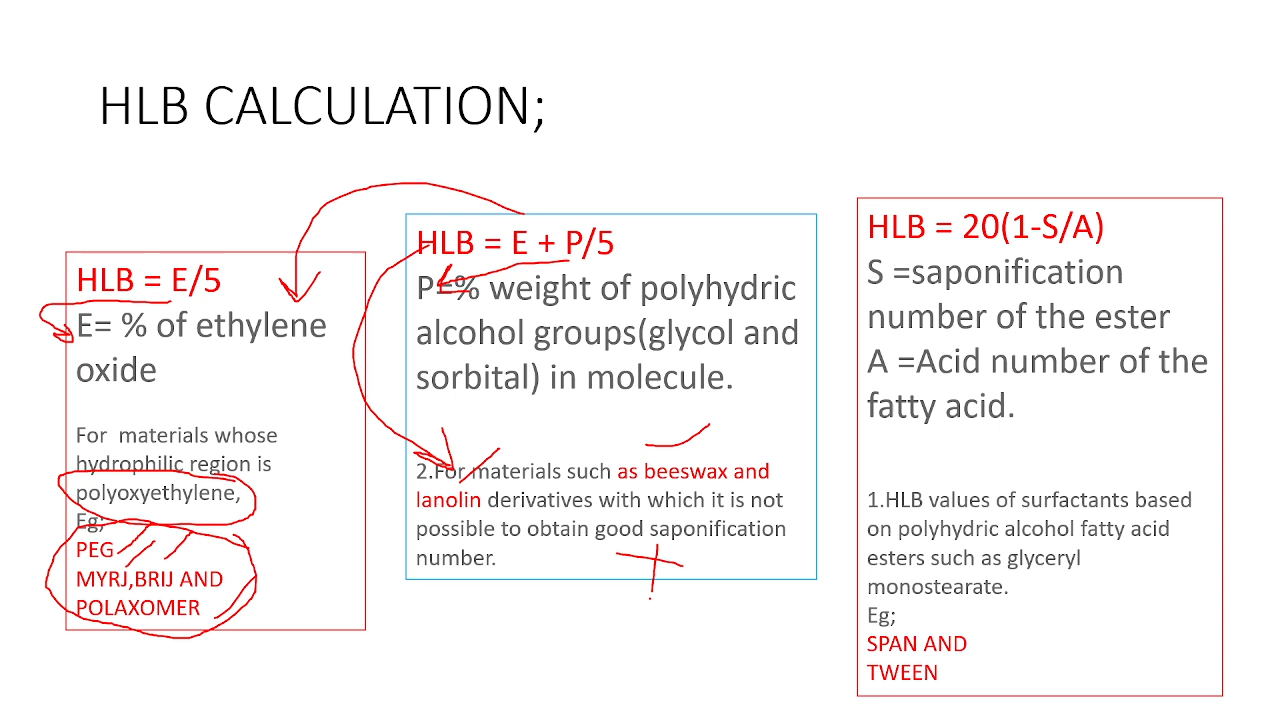 HLB CALCULATION;
HLB = E/5
E= % of ethylene
oxide
For materials whose
hydrophilic region is
polyoxyethylene,
Eg;
PEG
MYRJ,BRIJ AND
POLAXOMER
HLB = E + P/5
P=% weight of polyhydric
alcohol groups(glycol and
sorbital) in molecule.
2.For materials such as beeswax and
lanolin derivatives with which it is not
possible to obtain good saponification
number.
HLB = 20(1-S/A)
S =saponification
number of the ester
A =Acid number of the
fatty acid.
1.HLB values of surfactants based
on polyhydric alcohol fatty acid
esters such as glyceryl
monostearate.
Eg;
SPAN AND
TWEEN